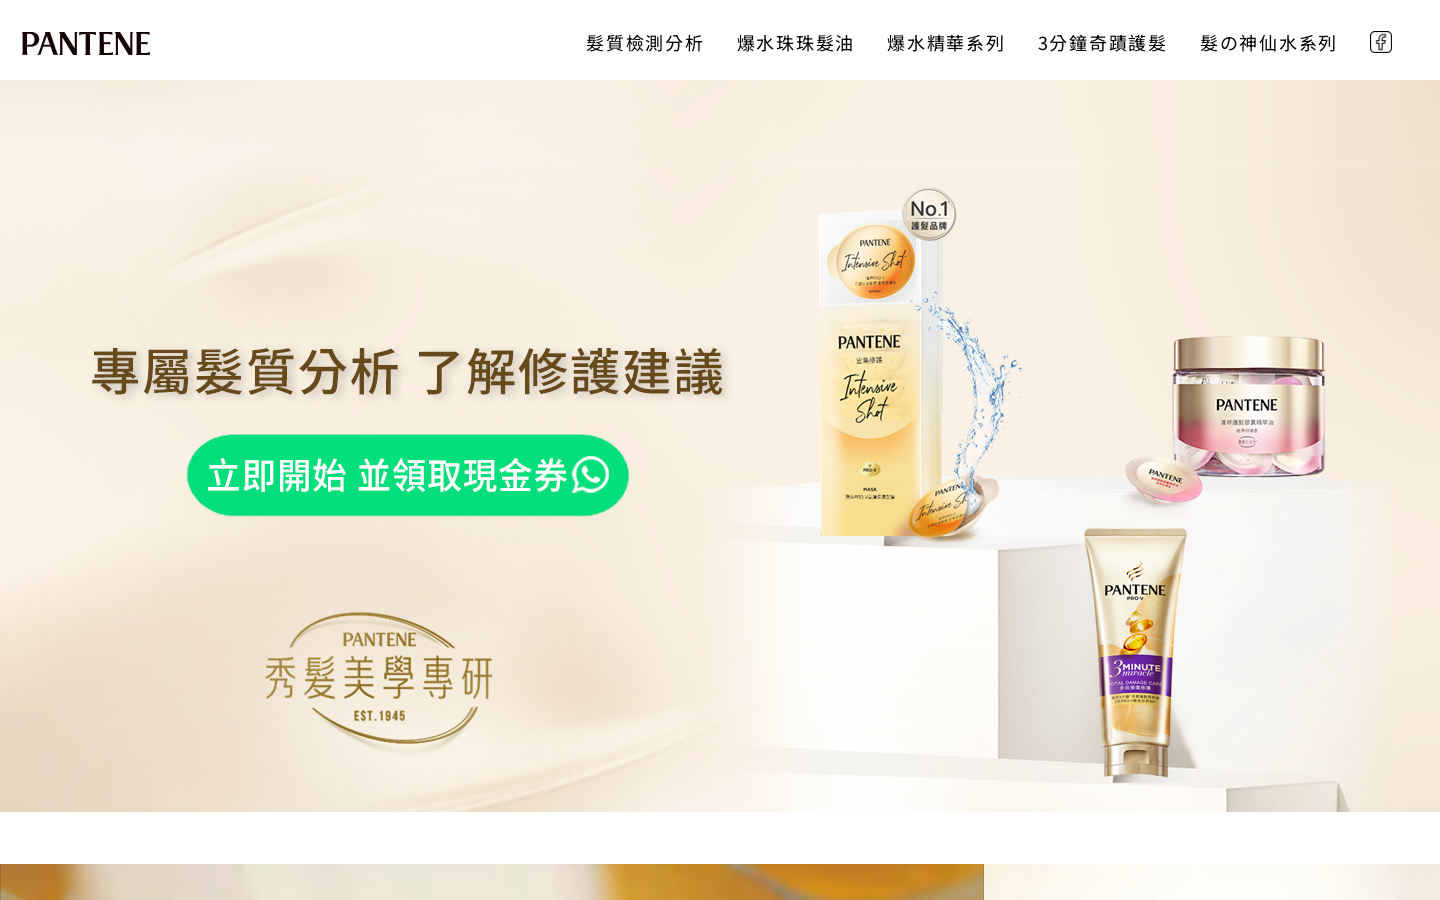 PANTENE
髮質檢測分析 爆水珠珠髮油 爆水精華系列 3分鐘奇蹟護髮 髮の神仙水系列
專屬髮質分析 了解修護建議
立即開始 並領取現金券
PANTENE
秀髮美學專研
EST.1945
No.1
護髮品牌
PANTENE
Intensive Shot
PANTENE
密集修護
Intensive
Shot
PRO-V
MASK
PANTENE
Intensive Shot
PANTENE
PANTENE
PANTENE
PRO-V
3 MINUTE
miracle
TOTAL DAMAGE CARE
多效損傷修護